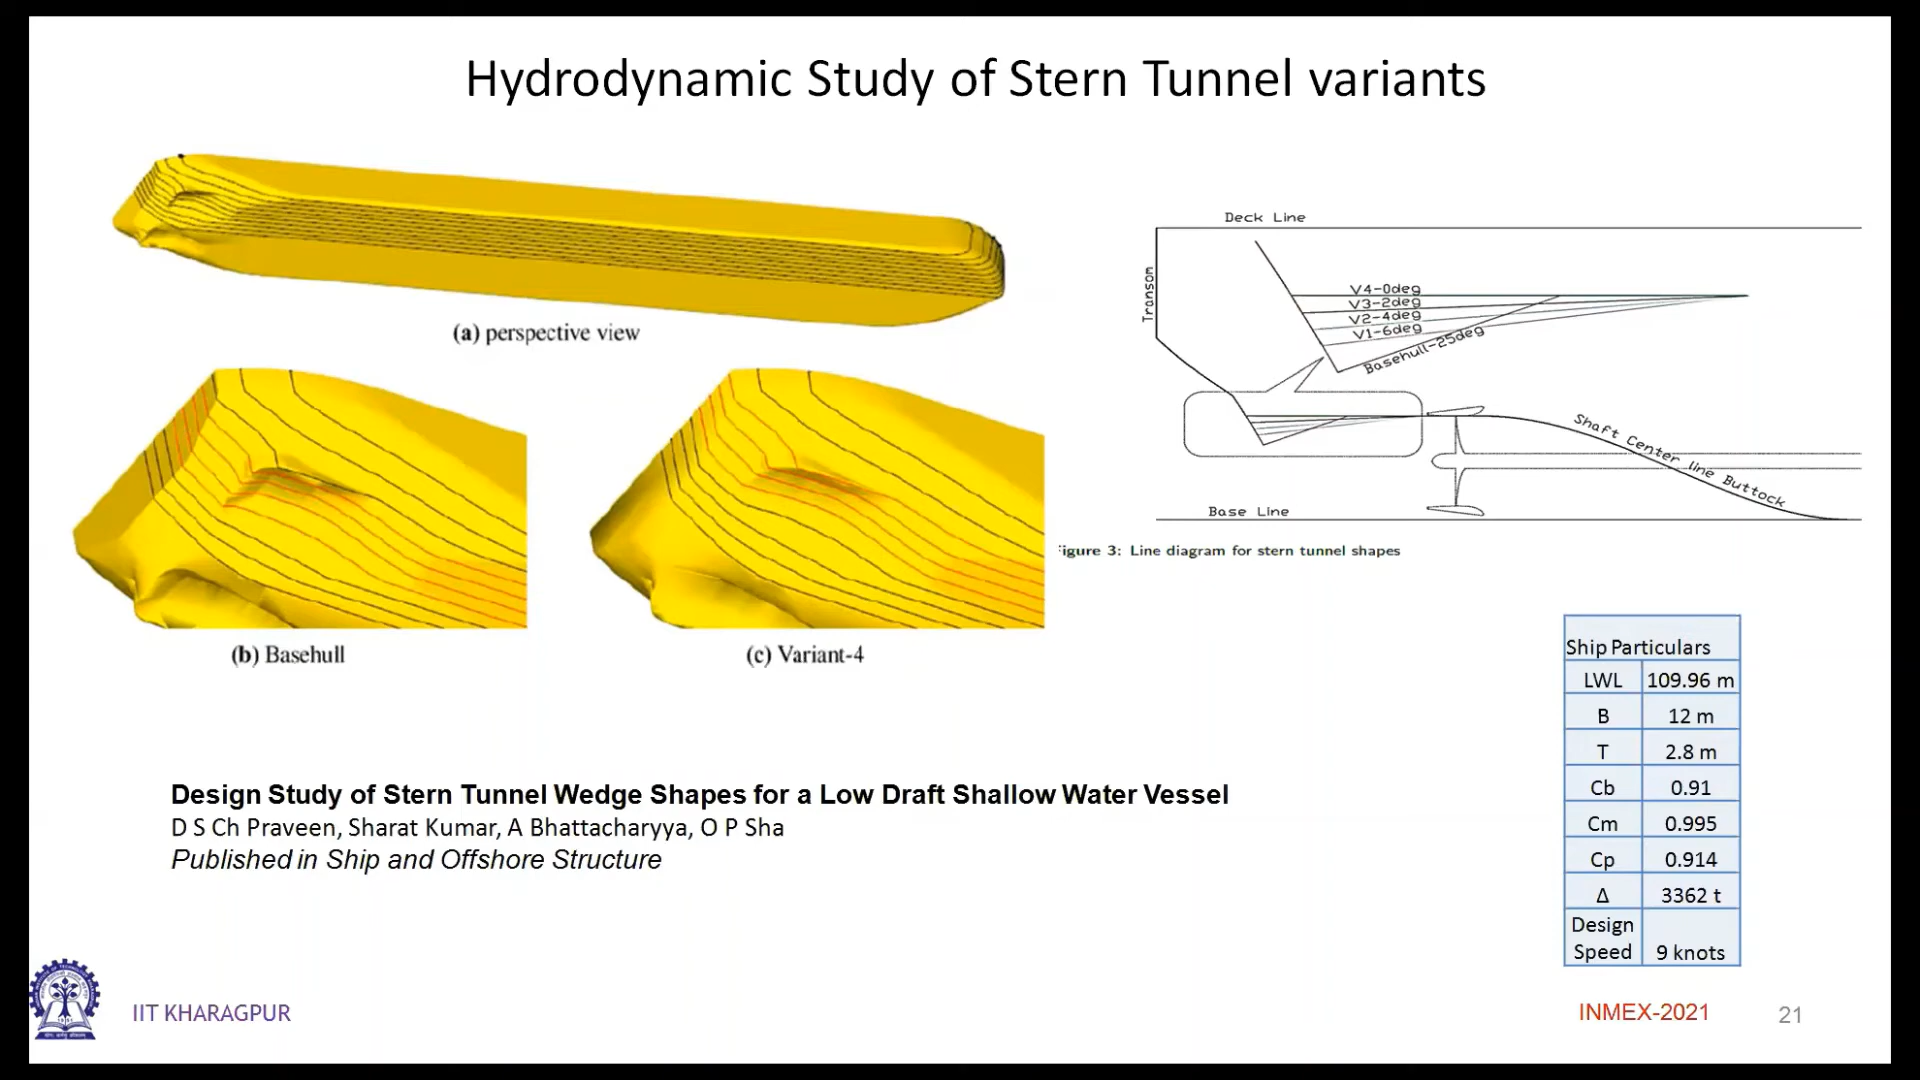 Hydrodynamic Study of Stern Tunnel variants
(a) perspective view
(b) Basehull
(c) Variant-4
Deck Line
Transom
V4-0deg
V3-2deg
V2-4deg
V1-6deg
Basehull-25deg
Shaft Center line Buttock
Base Line
igure 3: Line diagram for stern tunnel shapes
Ship Particulars
LWL 109.96 m
B 12 m
T 2.8 m
Cb 0.91
Cm 0.995
Cp 0.914
Δ 3362 t
Design
Speed 9 knots
Design Study of Stern Tunnel Wedge Shapes for a Low Draft Shallow Water Vessel
D S Ch Praveen, Sharat Kumar, A Bhattacharyya, O P Sha
Published in Ship and Offshore Structure
IIT KHARAGPUR
INMEX-2021
21